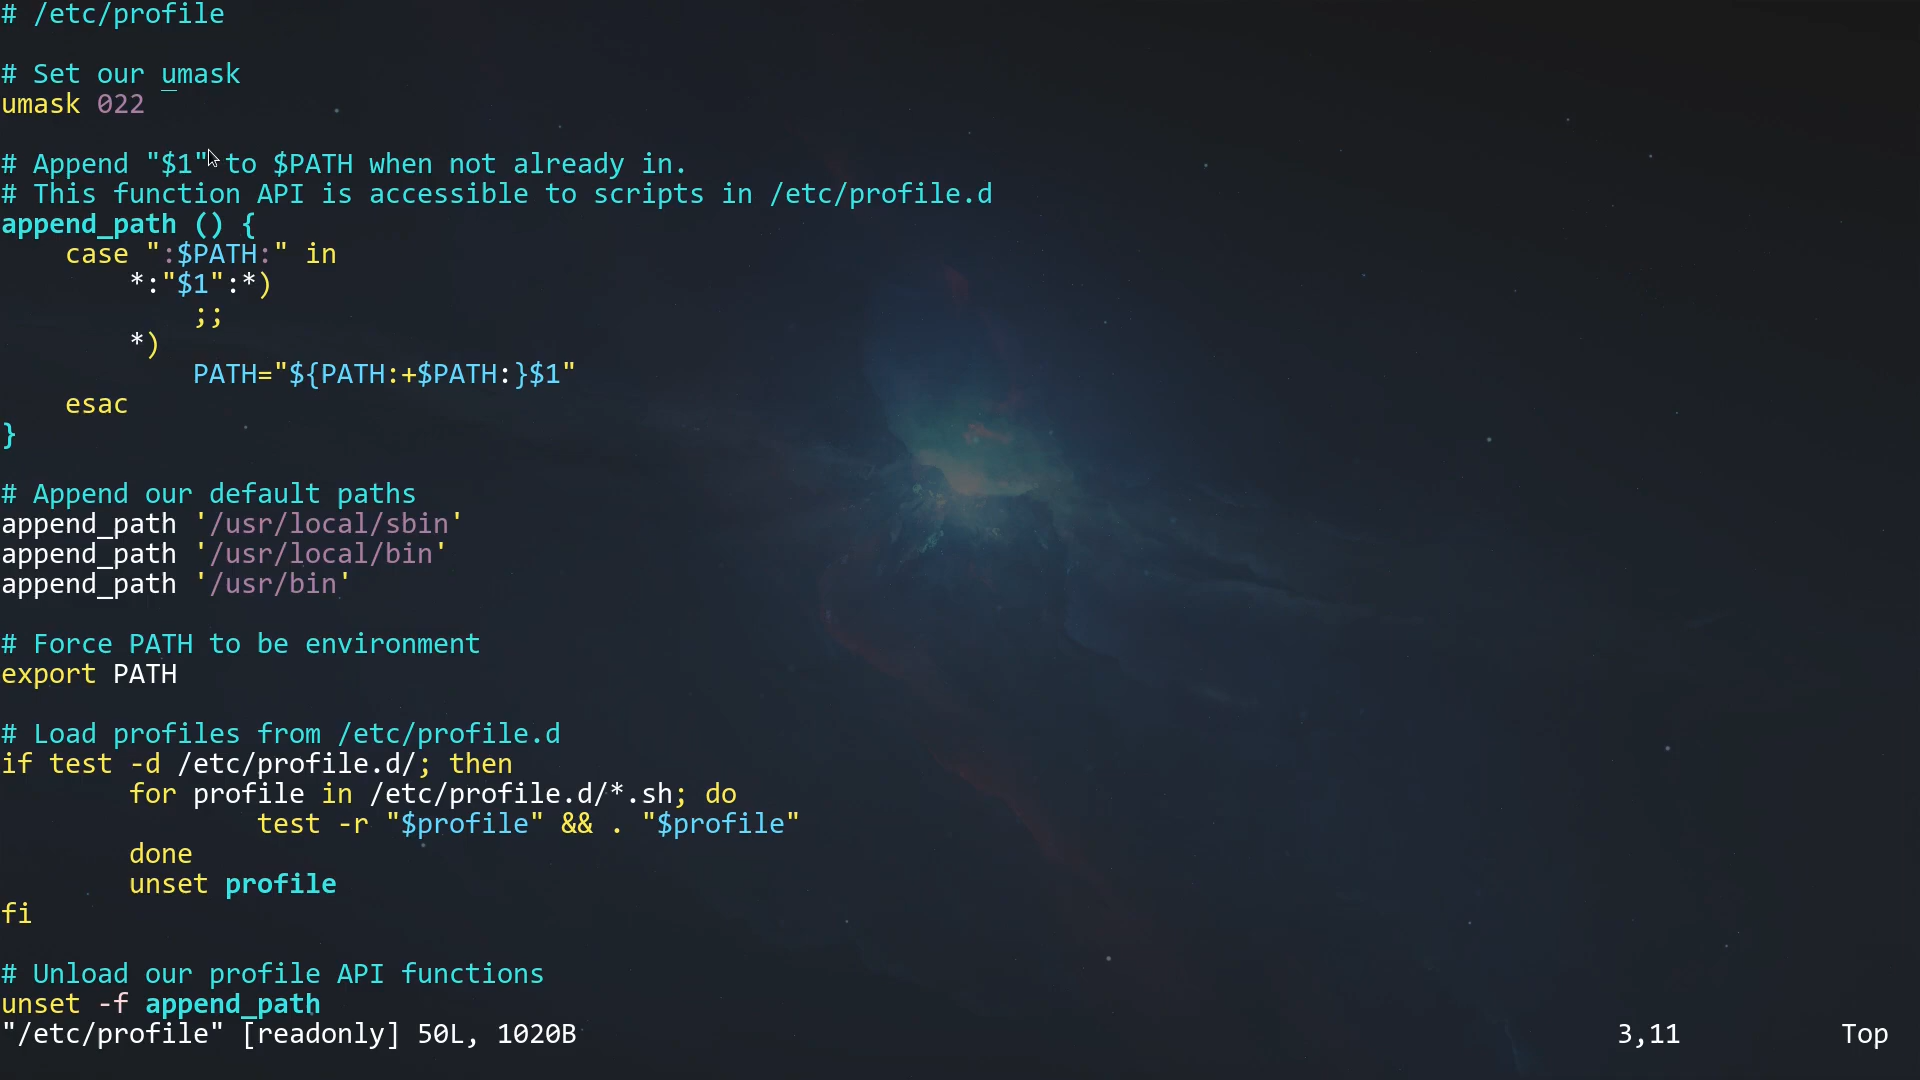 # /etc/profile

# Set our umask
umask 022

# Append "$1" to $PATH when not already in.
# This function API is accessible to scripts in /etc/profile.d
append_path () {
    case ":$PATH:" in
        *:"$1":*)
            ;;
        *)
            PATH="${PATH:+$PATH:}$1"
    esac
}

# Append our default paths
append_path '/usr/local/sbin'
append_path '/usr/local/bin'
append_path '/usr/bin'

# Force PATH to be environment
export PATH

# Load profiles from /etc/profile.d
if test -d /etc/profile.d/; then
        for profile in /etc/profile.d/*.sh; do
                test -r "$profile" && . "$profile"
        done
        unset profile
fi

# Unload our profile API functions
unset -f append_path
"/etc/profile" [readonly] 50L, 1020B 3,11 Top